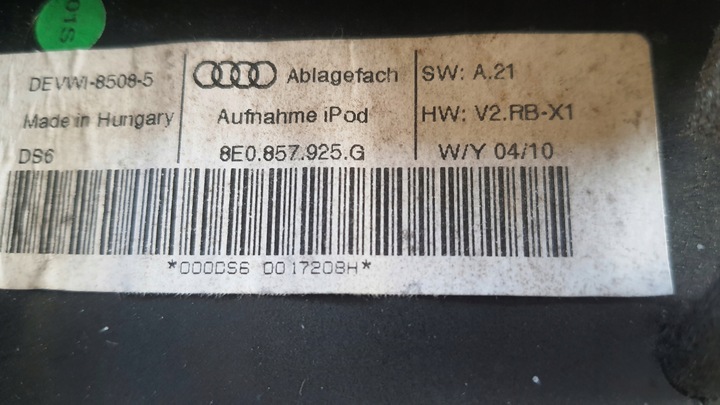 01S
DEVWI-8508-5
Made in Hungary
DS6
Ablagefach
Aufnahme iPod
8E0.857.925.G
SW: A.21
HW: V2.RB-X1
W/Y 04/10
*000DS6 0017208H*